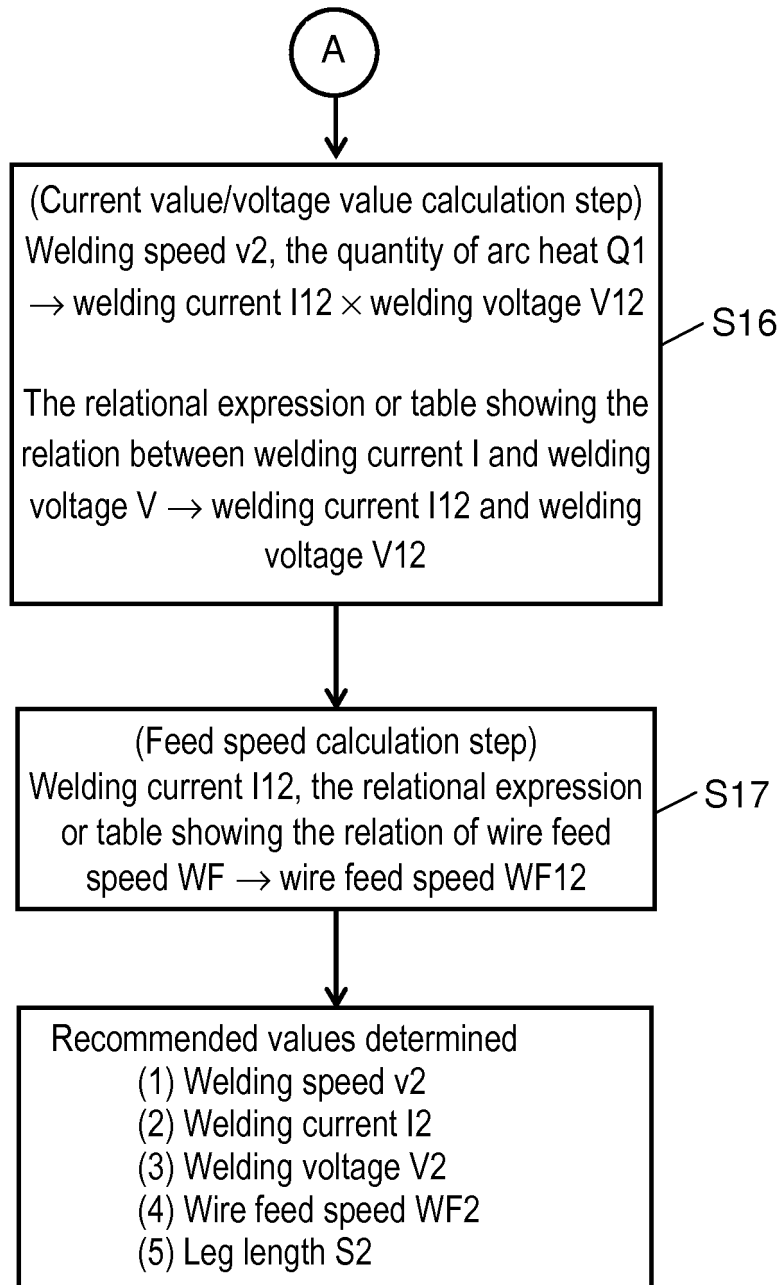 A
(Current value/voltage value calculation step)
Welding speed v2, the quantity of arc heat Q1
→ welding current I12 × welding voltage V12
The relational expression or table showing the
relation between welding current I and welding
voltage V → welding current I12 and welding
voltage V12
S16
(Feed speed calculation step)
Welding current I12, the relational expression
or table showing the relation of wire feed
speed WF → wire feed speed WF12
S17
Recommended values determined
(1) Welding speed v2
(2) Welding current I2
(3) Welding voltage V2
(4) Wire feed speed WF2
(5) Leg length S2